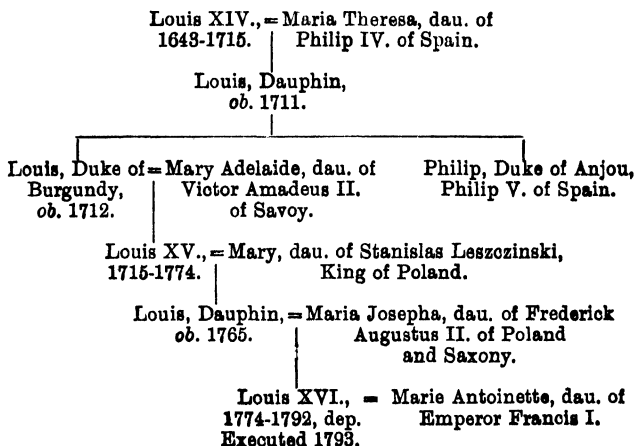 Louis XIV., = Maria Theresa, dau. of
1643-1715. Philip IV. of Spain.
Louis, Dauphin,
ob. 1711.
Louis, Duke of = Mary Adelaide, dau. of Philip, Duke of Anjou,
Burgundy, Victor Amadeus II. Philip V. of Spain.
ob. 1712. of Savoy.
Louis XV., = Mary, dau. of Stanislas Leszozinski,
1715-1774. King of Poland.
Louis, Dauphin, = Maria Josepha, dau. of Frederick
ob. 1765. Augustus II. of Poland
and Saxony.
Louis XVI., = Marie Antoinette, dau. of
1774-1792, dep. Emperor Francis I.
Executed 1793.